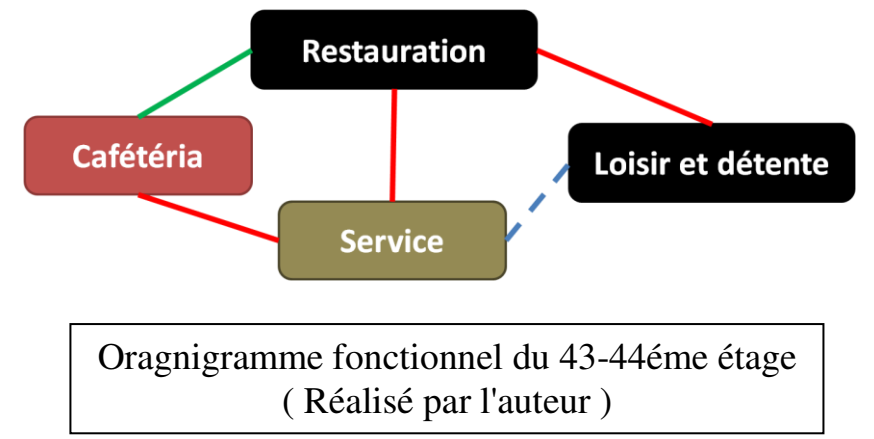 Restauration
Cafétéria
Loisir et détente
Service
Oragnigramme fonctionnel du 43-44éme étage
( Réalisé par l'auteur )